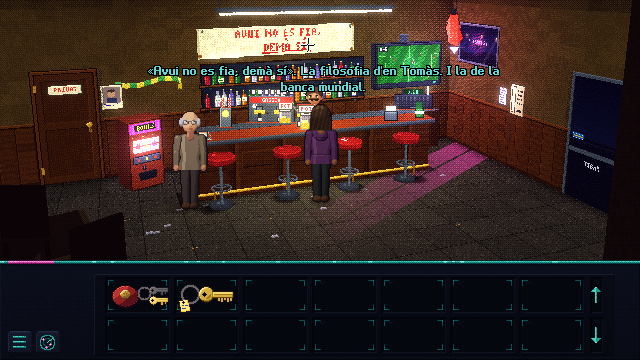 AVUI NO ES FIA,
DEMÀ SÍ
«Avui no es fia, demà sí». La filosofia d'en Tomàs. I la de la
banca mundial.
PRIVAT